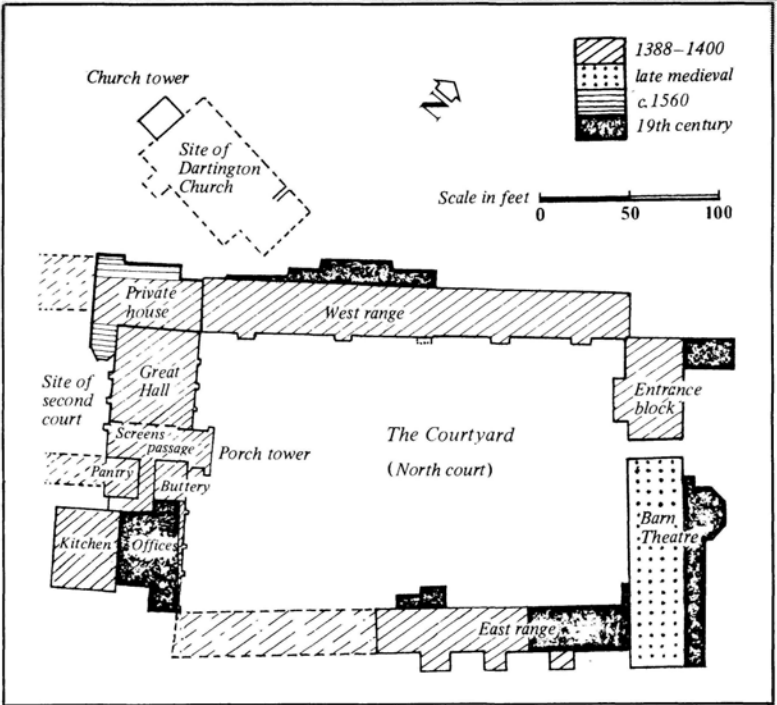 1388–1400
late medieval
c.1560
19th century
Church tower
N
Site of
Dartington
Church
Scale in feet
0 50 100
Private
house
West range
Great
Hall
Site of
second
court
Entrance
block
Screens
passage
Porch tower
The Courtyard
(North court)
Pantry
Buttery
Barn
Theatre
Kitchen
Offices
East range